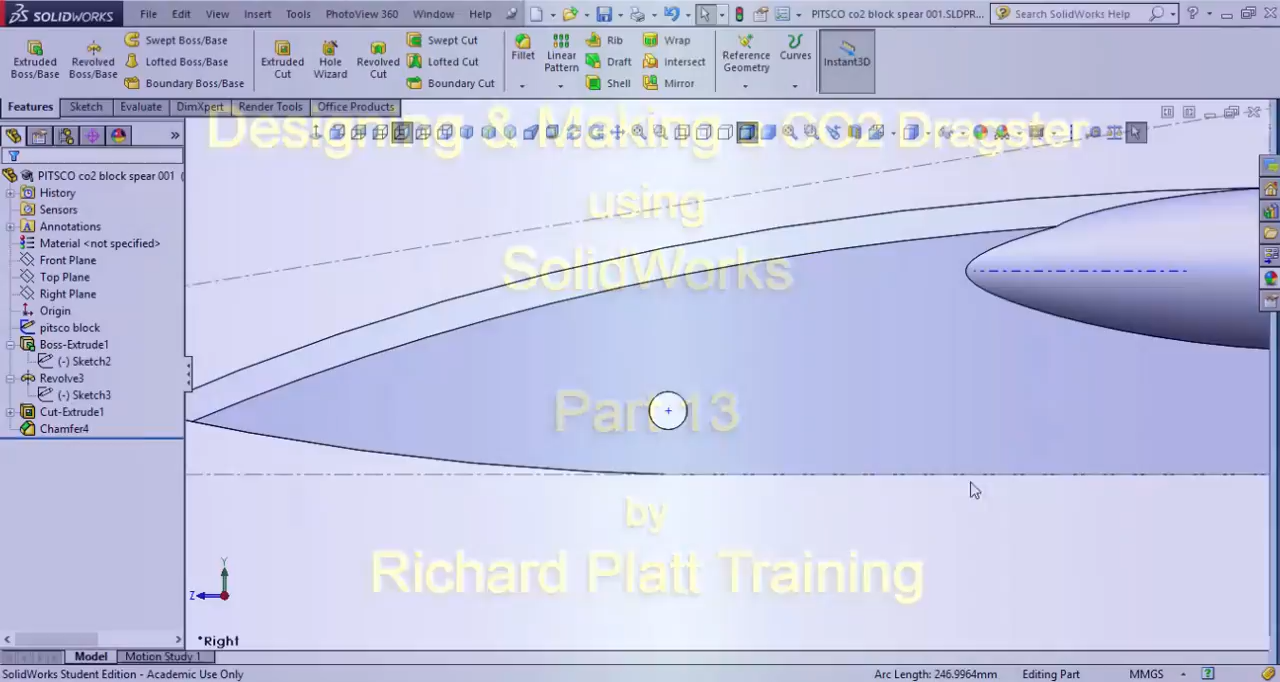 SOLIDWORKS File Edit View Insert Tools PhotoView 360 Window Help PITSCO co2 block spear 001.SLDPR... Search SolidWorks Help
Extruded Boss/Base
Revolved Boss/Base
Swept Boss/Base
Lofted Boss/Base
Boundary Boss/Base
Extruded Cut
Hole Wizard
Revolved Cut
Swept Cut
Lofted Cut
Boundary Cut
Fillet
Linear Pattern
Rib
Draft
Shell
Wrap
Intersect
Mirror
Reference Geometry
Curves
Instant3D
Features Sketch Evaluate DimXpert Render Tools Office Products
Designing & Making a CO2 Dragster
using
SolidWorks
Part 13
by
Richard Platt Training
PITSCO co2 block spear 001 (
History
Sensors
Annotations
Material <not specified>
Front Plane
Top Plane
Right Plane
Origin
pitsco block
Boss-Extrude1
(-) Sketch2
Revolve3
(-) Sketch3
Cut-Extrude1
Chamfer4
Y
Z
*Right
Model Motion Study 1
SolidWorks Student Edition - Academic Use Only Arc Length: 246.9964mm Editing Part MMGS